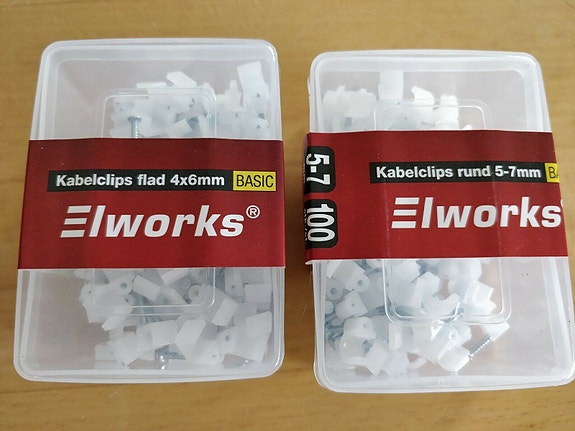 Kabelclips flad 4x6mm BASIC
Elworks®
5-7
100
Kabelclips rund 5-7mm
Elworks